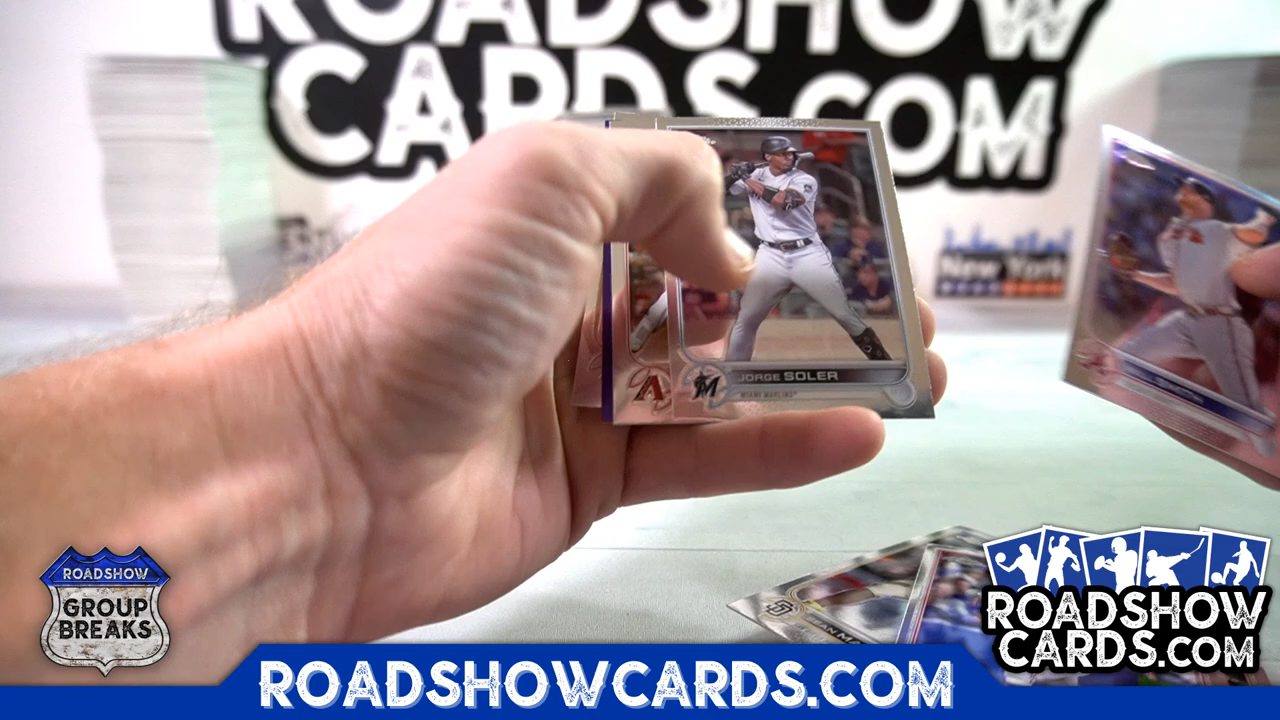 ROADSHOW
CARDS.COM
New York
JORGE SOLER
MIAMI MARLINS
ROADSHOW
GROUP
BREAKS
ROADSHOW
CARDS.COM
ROADSHOWCARDS.COM